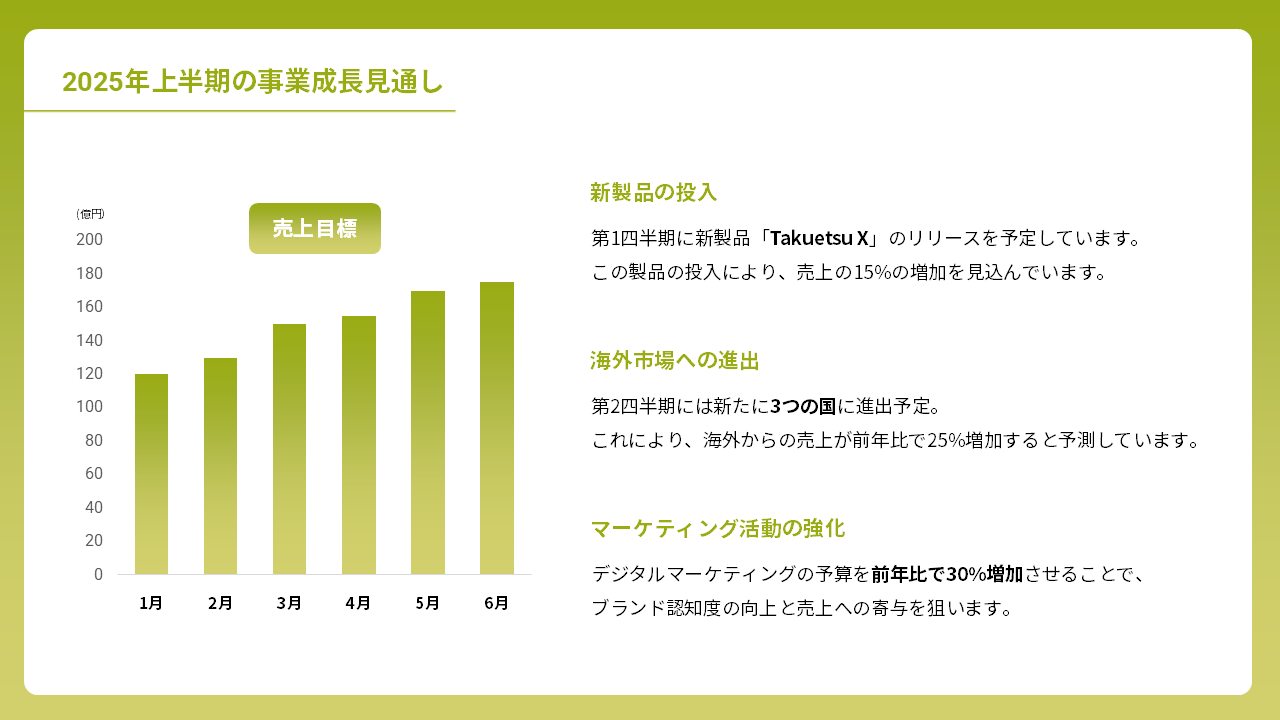 2025年上半期の事業成長見通し
(億円)
売上目標
200
180
160
140
120
100
80
60
40
20
0
1月 2月 3月 4月 5月 6月
新製品の投入
第1四半期に新製品「Takuetsu X」のリリースを予定しています。
この製品の投入により、売上の15%の増加を見込んでいます。
海外市場への進出
第2四半期には新たに3つの国に進出予定。
これにより、海外からの売上が前年比で25%増加すると予測しています。
マーケティング活動の強化
デジタルマーケティングの予算を前年比で30%増加させることで、
ブランド認知度の向上と売上への寄与を狙います。